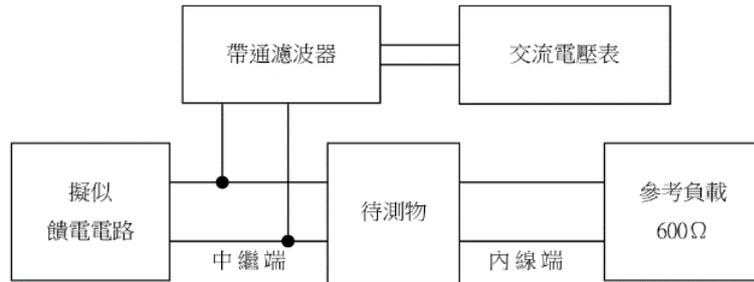 帶通濾波器
交流電壓表
擬似
饋電電路
待測物
參考負載
600Ω
中繼端
內線端